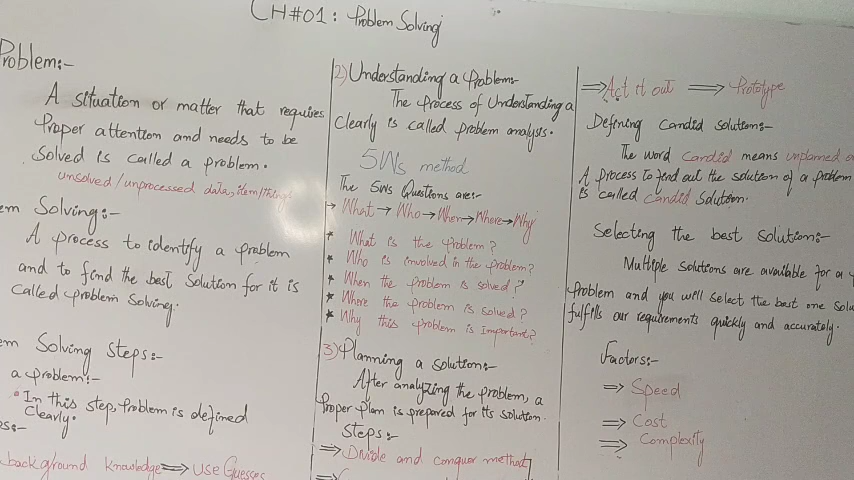 CH#01: Problem Solving
Problem:-
A situation or matter that requires
Proper attention and needs to be
Solved is called a problem.
unsolved/unprocessed data, item/thing
em Solving:-
A process to identify a problem
and to find the best solution for it is
Called problem Solving.
em Solving Steps:-
a problem:-
In this step, problem is defined
Clearly.
es:-
background knowledge ⟹ use Guesses
2) Understanding a Problem:-
The Process of Understanding a
Clearly is called problem analysis.
5Ws method
The 5Ws Questions are:-
→ What → Who → When → Where → Why
* What is the problem?
* Who is involved in the problem?
* When the problem is solved?
* Where the problem is solved?
* Why this problem is Important?
3) Planning a solution:-
After analyzing the problem, a
Proper Plan is prepared for its solution.
Steps:-
⟹ Divide and conquer method
⟹ Act it out ⟹ Prototype
Defining Candid Solutions:-
The word Candid means unplanned
A process to find out the solution of a problem
is called Candid Solution.
Selecting the best Solution:-
Multiple Solutions are available for a
Problem and you will select the best one Solu
fulfills our requirements quickly and accurately.
Factors:-
⟹ Speed
⟹ Cost
⟹ Complexity